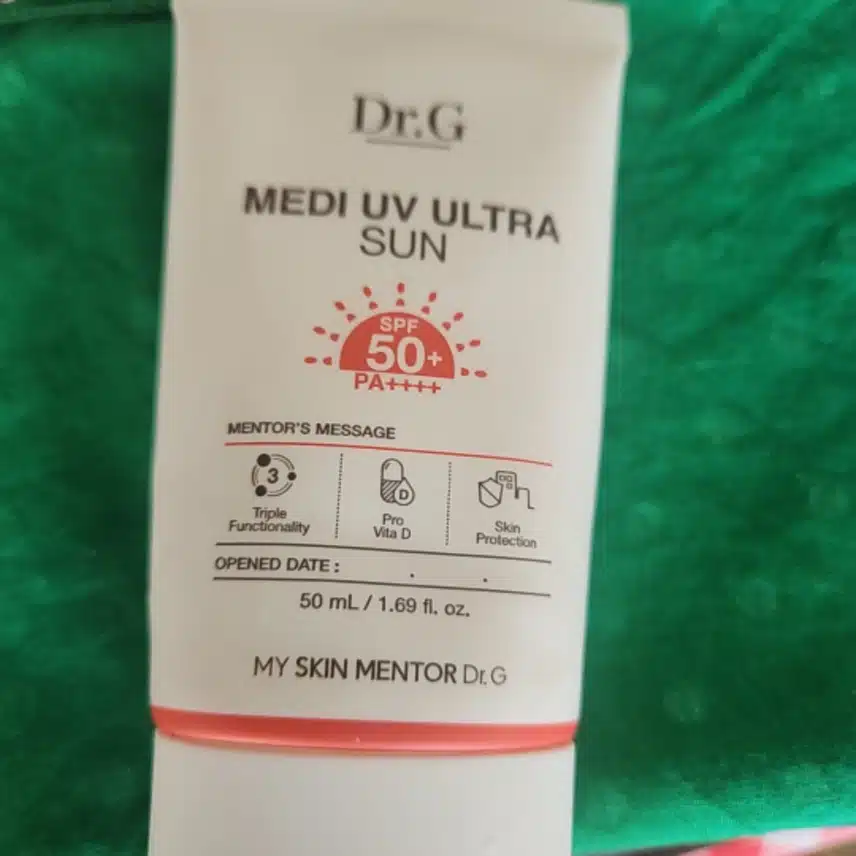 Dr.G
MEDI UV ULTRA
SUN
SPF
50+
PA++++
MENTOR'S MESSAGE
3
Triple
Functionality
D
Pro
Vita D
Skin
Protection
OPENED DATE : . .
50 mL / 1.69 fl. oz.
MY SKIN MENTOR Dr.G